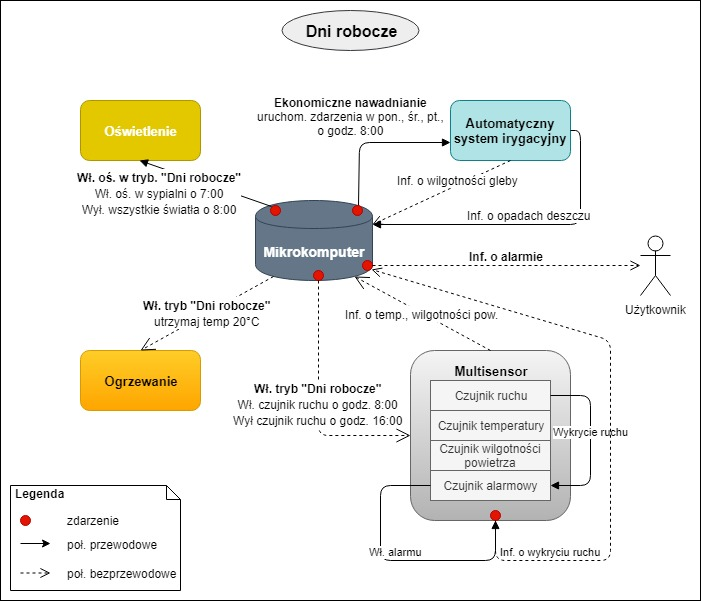 Dni robocze
Oświetlenie
Ekonomiczne nawadnianie
uruchom. zdarzenia w pon., śr., pt.,
o godz. 8:00
Automatyczny
system irygacyjny
Wł. oś. w tryb. "Dni robocze"
Wł. oś. w sypialni o 7:00
Wył. wszystkie światła o 8:00
Inf. o wilgotności gleby
Inf. o opadach deszczu
Mikrokomputer
Inf. o alarmie
Użytkownik
Wł. tryb "Dni robocze"
utrzymaj temp 20°C
Inf. o temp., wilgotności pow.
Ogrzewanie
Wł. tryb "Dni robocze"
Wł. czujnik ruchu o godz. 8:00
Wył czujnik ruchu o godz. 16:00
Multisensor
Czujnik ruchu
Czujnik temperatury
Czujnik wilgotności
powietrza
Czujnik alarmowy
Wykrycie ruchu
Wł. alarmu
Inf. o wykryciu ruchu
Legenda
zdarzenie
poł. przewodowe
poł. bezprzewodowe